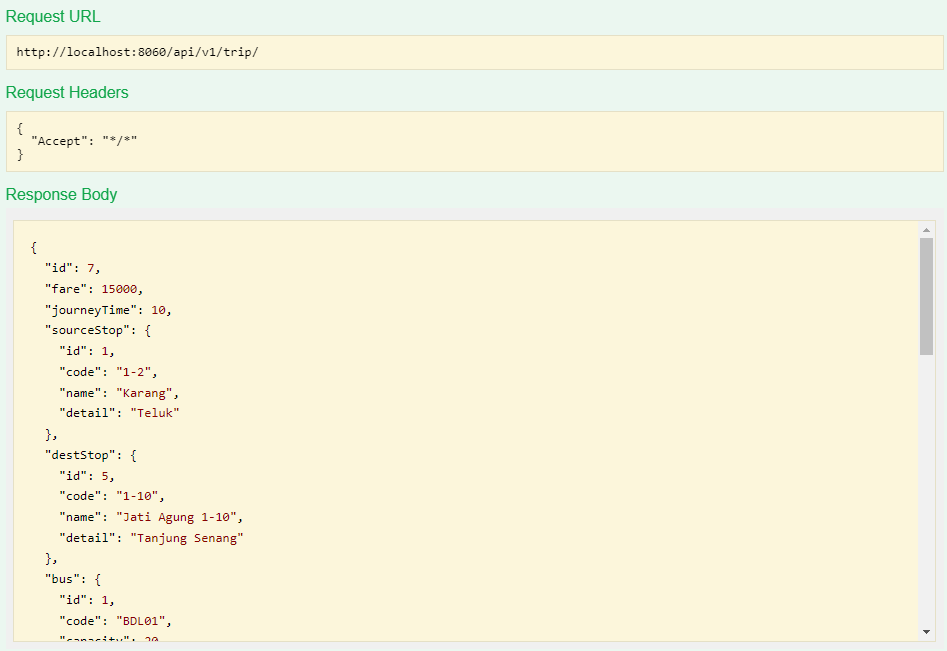 Request URL
http://localhost:8060/api/v1/trip/
Request Headers
{
"Accept": "*/*"
}
Response Body
{
"id": 7,
"fare": 15000,
"journeyTime": 10,
"sourceStop": {
"id": 1,
"code": "1-2",
"name": "Karang",
"detail": "Teluk"
},
"destStop": {
"id": 5,
"code": "1-10",
"name": "Jati Agung 1-10",
"detail": "Tanjung Senang"
},
"bus": {
"id": 1,
"code": "BDL01",
"capacity": 20